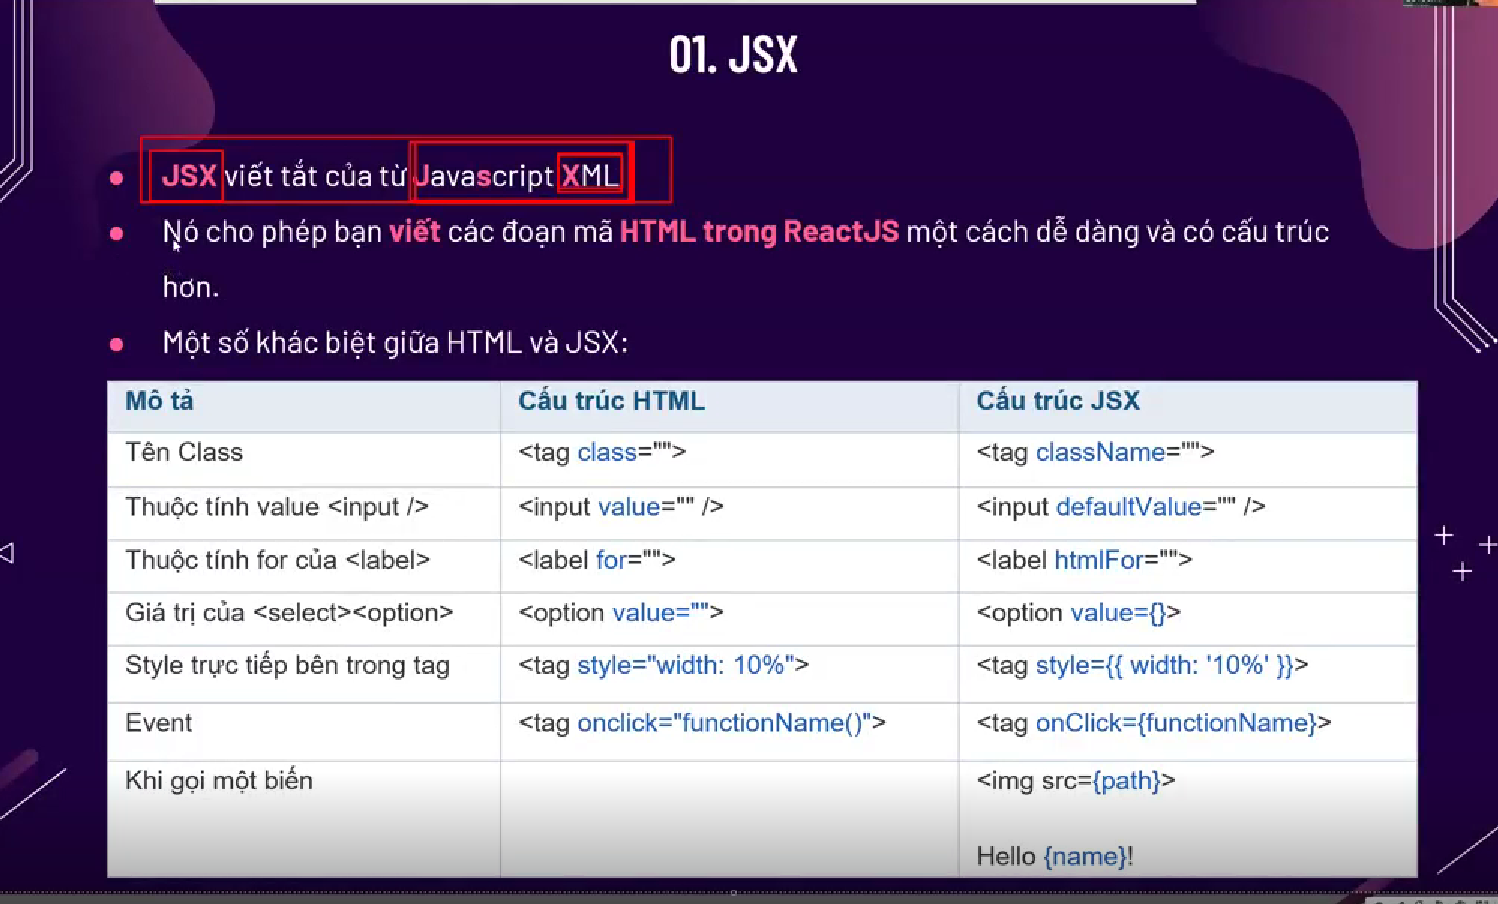 01. JSX
JSX viết tắt của từ Javascript XML
Nó cho phép bạn viết các đoạn mã HTML trong ReactJS một cách dễ dàng và có cấu trúc
hơn.
Một số khác biệt giữa HTML và JSX:
Mô tả Cấu trúc HTML Cấu trúc JSX
Tên Class <tag class=""> <tag className="">
Thuộc tính value <input /> <input value="" /> <input defaultValue="" />
Thuộc tính for của <label> <label for=""> <label htmlFor="">
Giá trị của <select><option> <option value=""> <option value={}>
Style trực tiếp bên trong tag <tag style="width: 10%"> <tag style={{ width: '10%' }}>
Event <tag onclick="functionName()"> <tag onClick={functionName}>
Khi gọi một biến <img src={path}>
Hello {name}!